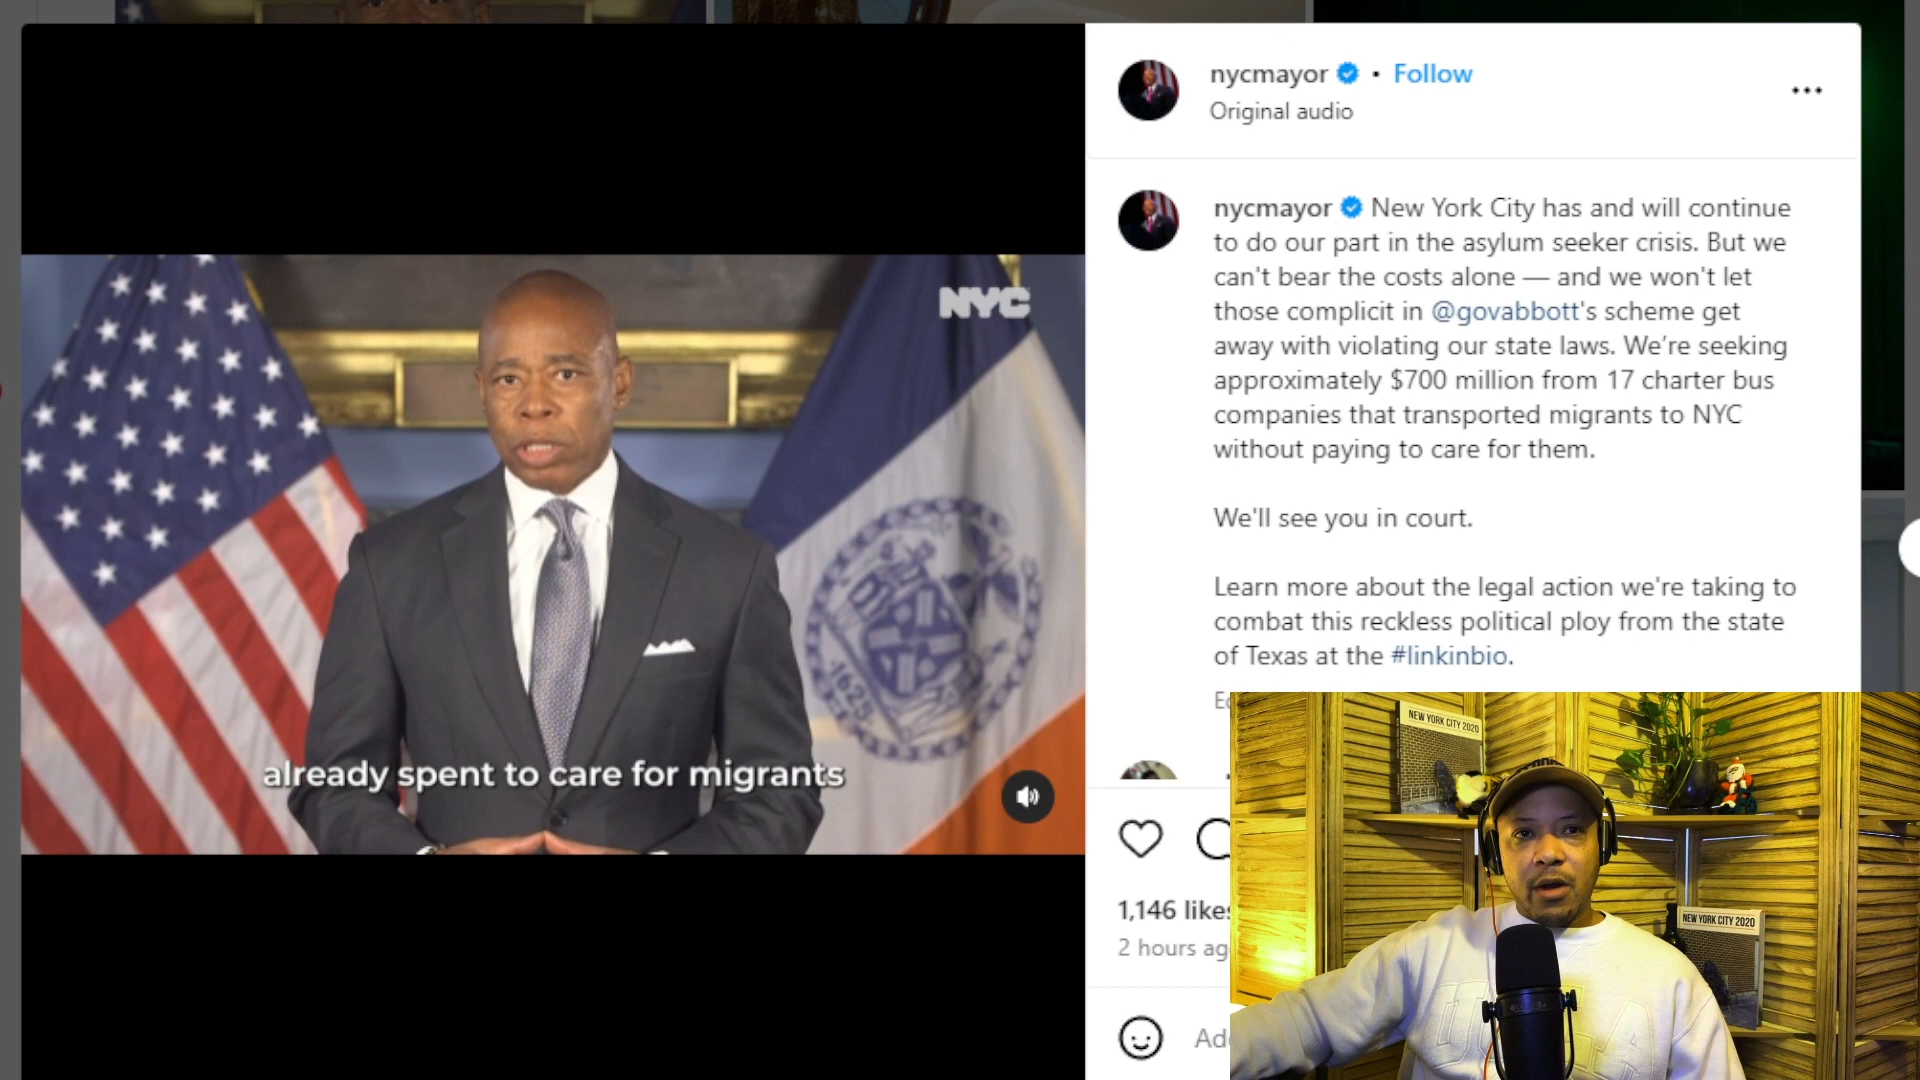 NYC
1625
already spent to care for migrants
nycmayor • Follow
Original audio
nycmayor New York City has and will continue
to do our part in the asylum seeker crisis. But we
can't bear the costs alone — and we won't let
those complicit in @govabbott's scheme get
away with violating our state laws. We’re seeking
approximately $700 million from 17 charter bus
companies that transported migrants to NYC
without paying to care for them.
We'll see you in court.
Learn more about the legal action we're taking to
combat this reckless political ploy from the state
of Texas at the #linkinbio.
1,146 likes
2 hours ag
NEW YORK CITY 2020
NEW YORK CITY 2020